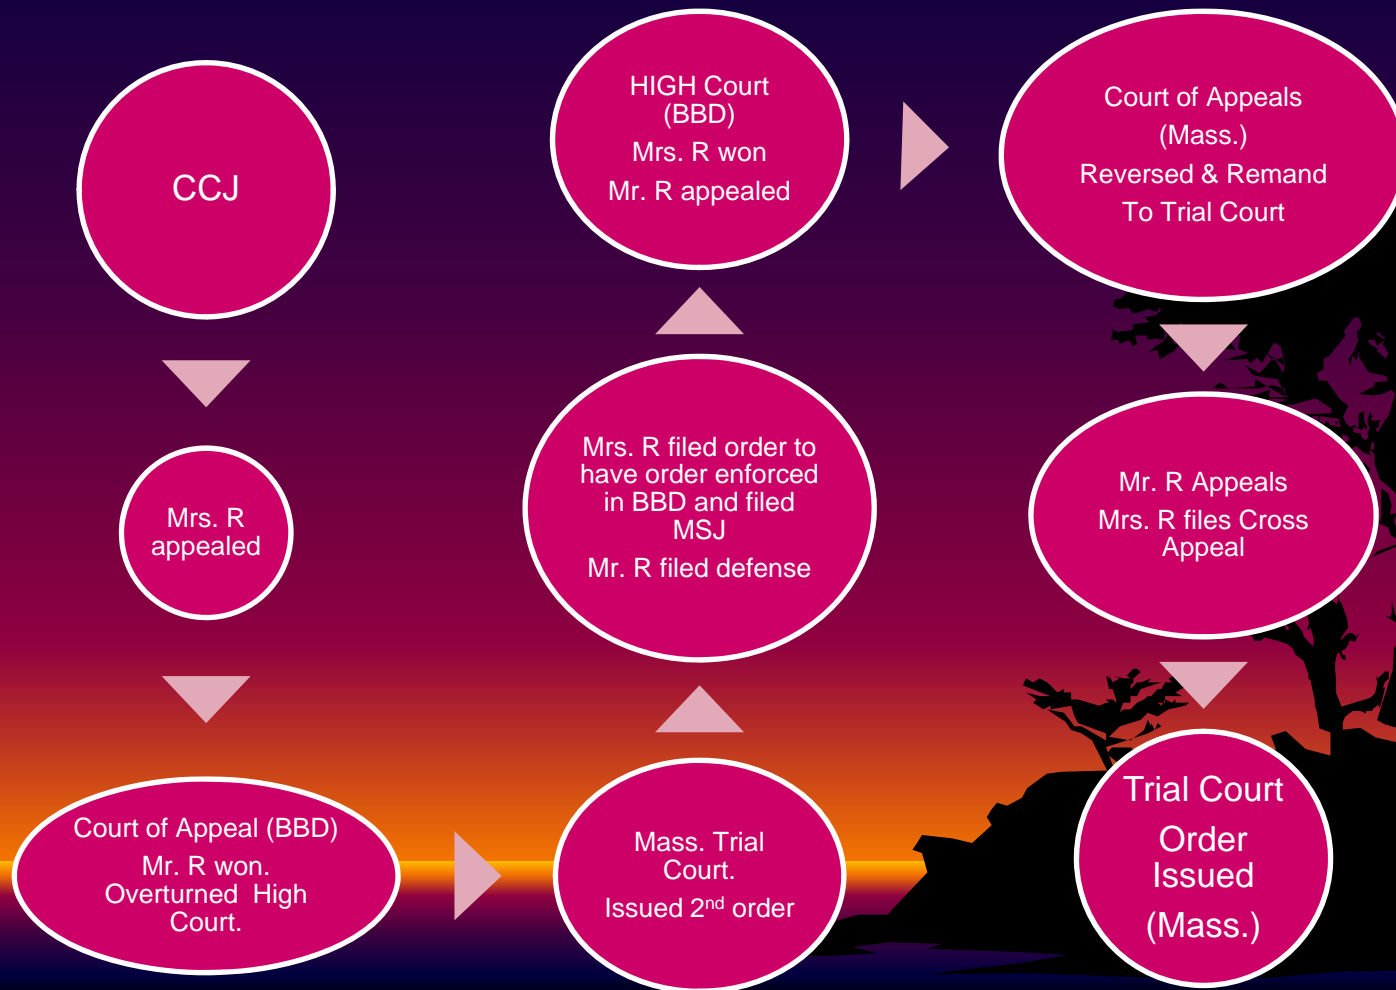 CCJ
Mrs. R
appealed
Court of Appeal (BBD)
Mr. R won.
Overturned High
Court.
HIGH Court
(BBD)
Mrs. R won
Mr. R appealed
Mrs. R filed order to
have order enforced
in BBD and filed
MSJ
Mr. R filed defense
Mass. Trial
Court.
Issued 2nd order
Court of Appeals
(Mass.)
Reversed & Remand
To Trial Court
Mr. R Appeals
Mrs. R files Cross
Appeal
Trial Court
Order
Issued
(Mass.)